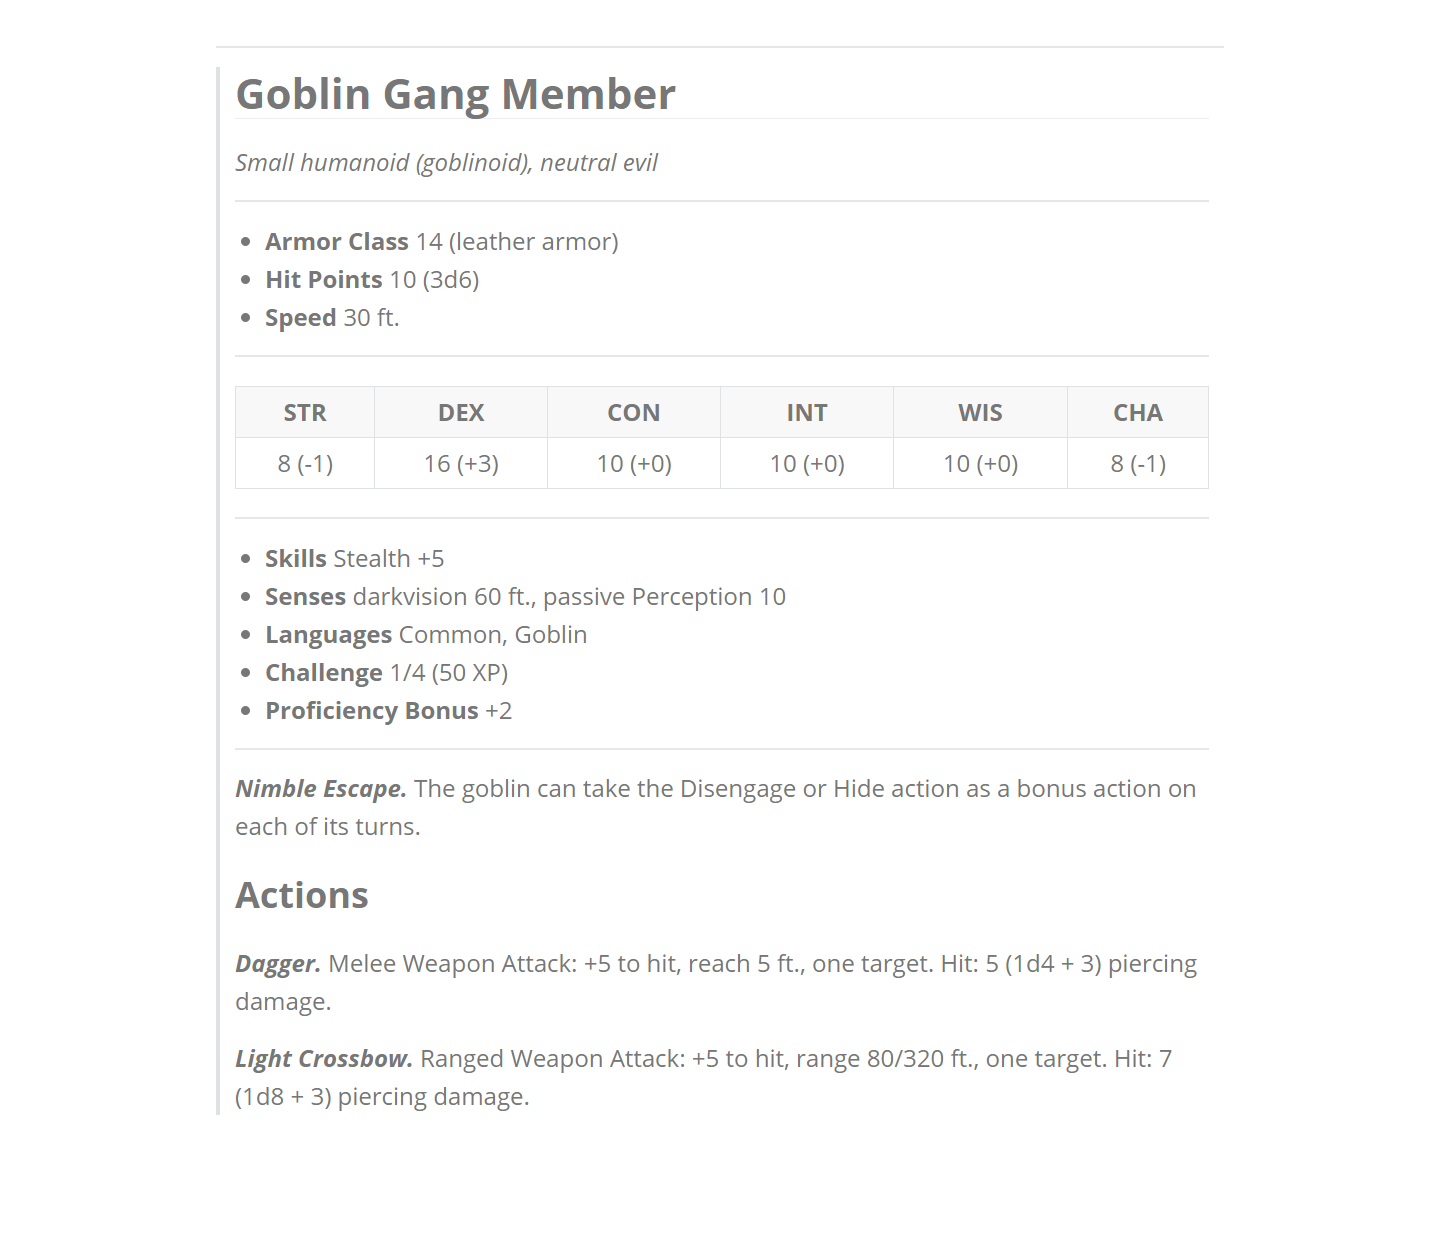 Goblin Gang Member
Small humanoid (goblinoid), neutral evil
Armor Class 14 (leather armor)
Hit Points 10 (3d6)
Speed 30 ft.
STR DEX CON INT WIS CHA
8 (-1) 16 (+3) 10 (+0) 10 (+0) 10 (+0) 8 (-1)
Skills Stealth +5
Senses darkvision 60 ft., passive Perception 10
Languages Common, Goblin
Challenge 1/4 (50 XP)
Proficiency Bonus +2
Nimble Escape. The goblin can take the Disengage or Hide action as a bonus action on
each of its turns.
Actions
Dagger. Melee Weapon Attack: +5 to hit, reach 5 ft., one target. Hit: 5 (1d4 + 3) piercing
damage.
Light Crossbow. Ranged Weapon Attack: +5 to hit, range 80/320 ft., one target. Hit: 7
(1d8 + 3) piercing damage.